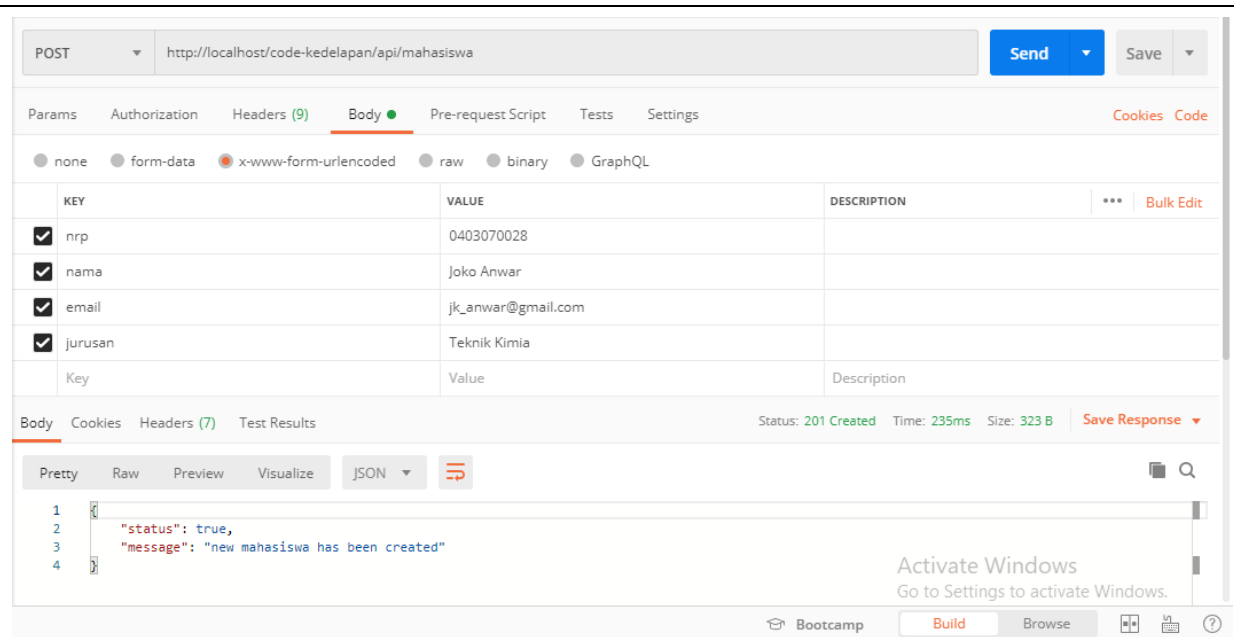 POST http://localhost/code-kedelapan/api/mahasiswa Send Save
Params Authorization Headers (9) Body Pre-request Script Tests Settings Cookies Code
none form-data x-www-form-urlencoded raw binary GraphQL
KEY VALUE DESCRIPTION ••• Bulk Edit
nrp 0403070028
nama Joko Anwar
email jk_anwar@gmail.com
jurusan Teknik Kimia
Key Value Description
Body Cookies Headers (7) Test Results Status: 201 Created Time: 235ms Size: 323 B Save Response
Pretty Raw Preview Visualize JSON
1 {
2 "status": true,
3 "message": "new mahasiswa has been created"
4 }
Activate Windows
Go to Settings to activate Windows.
Bootcamp Build Browse ?